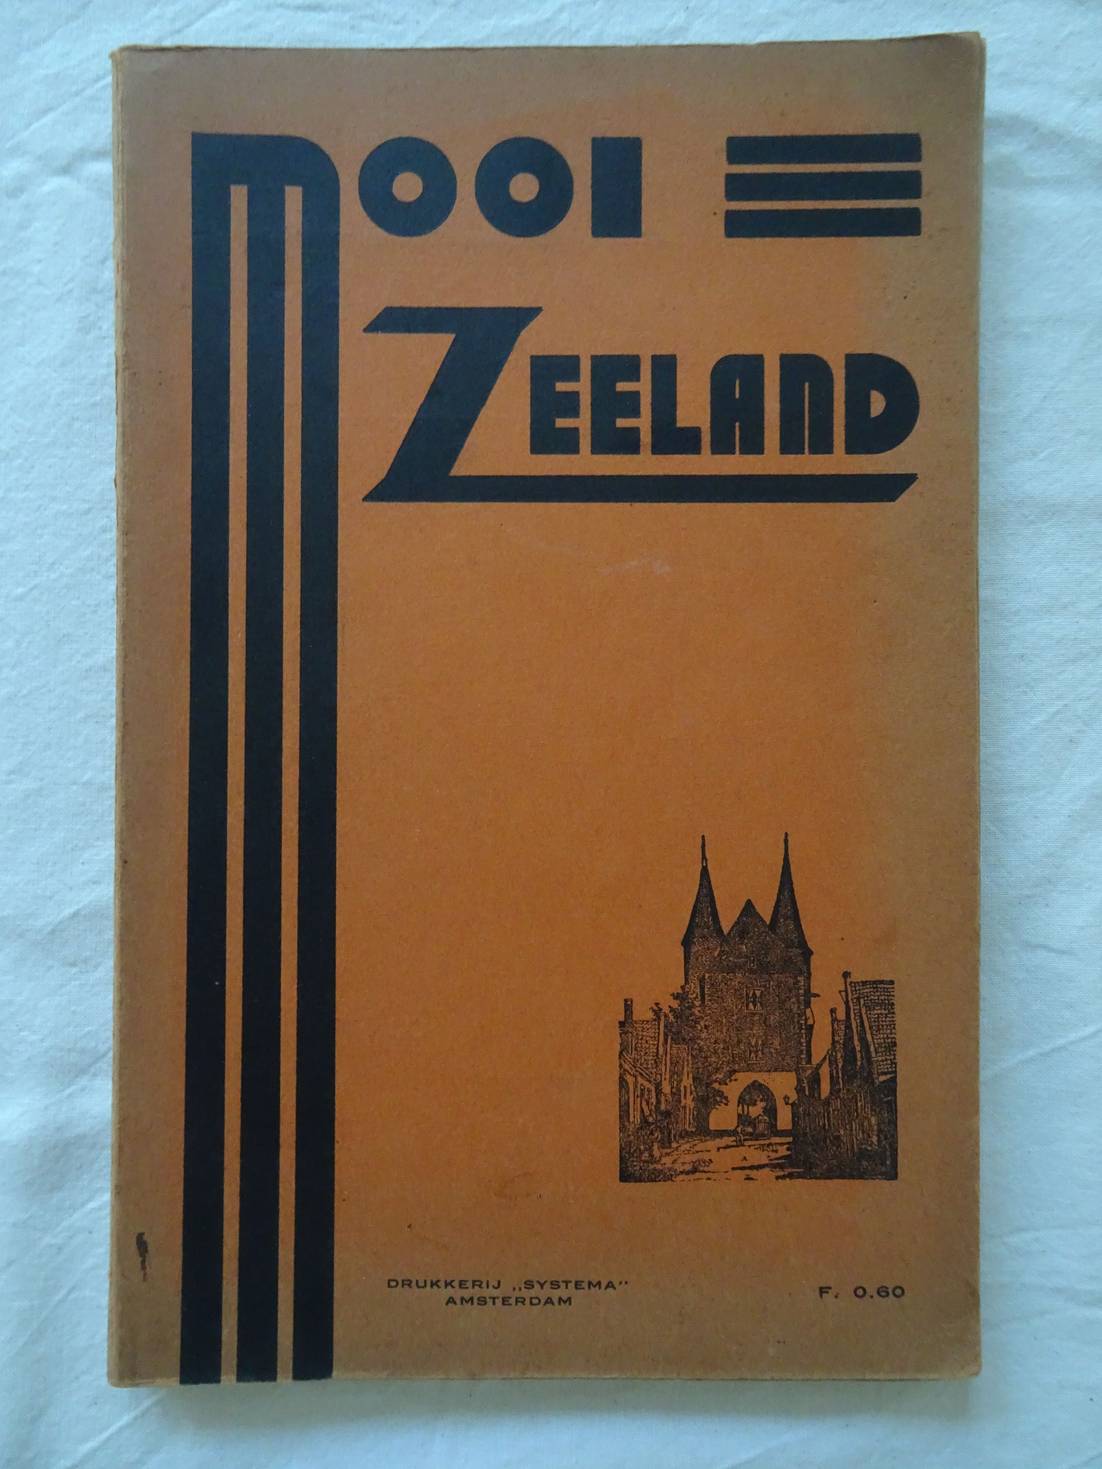 MOOI
ZEELAND
DRUKKERIJ „SYSTEMA"
AMSTERDAM
F. 0.60